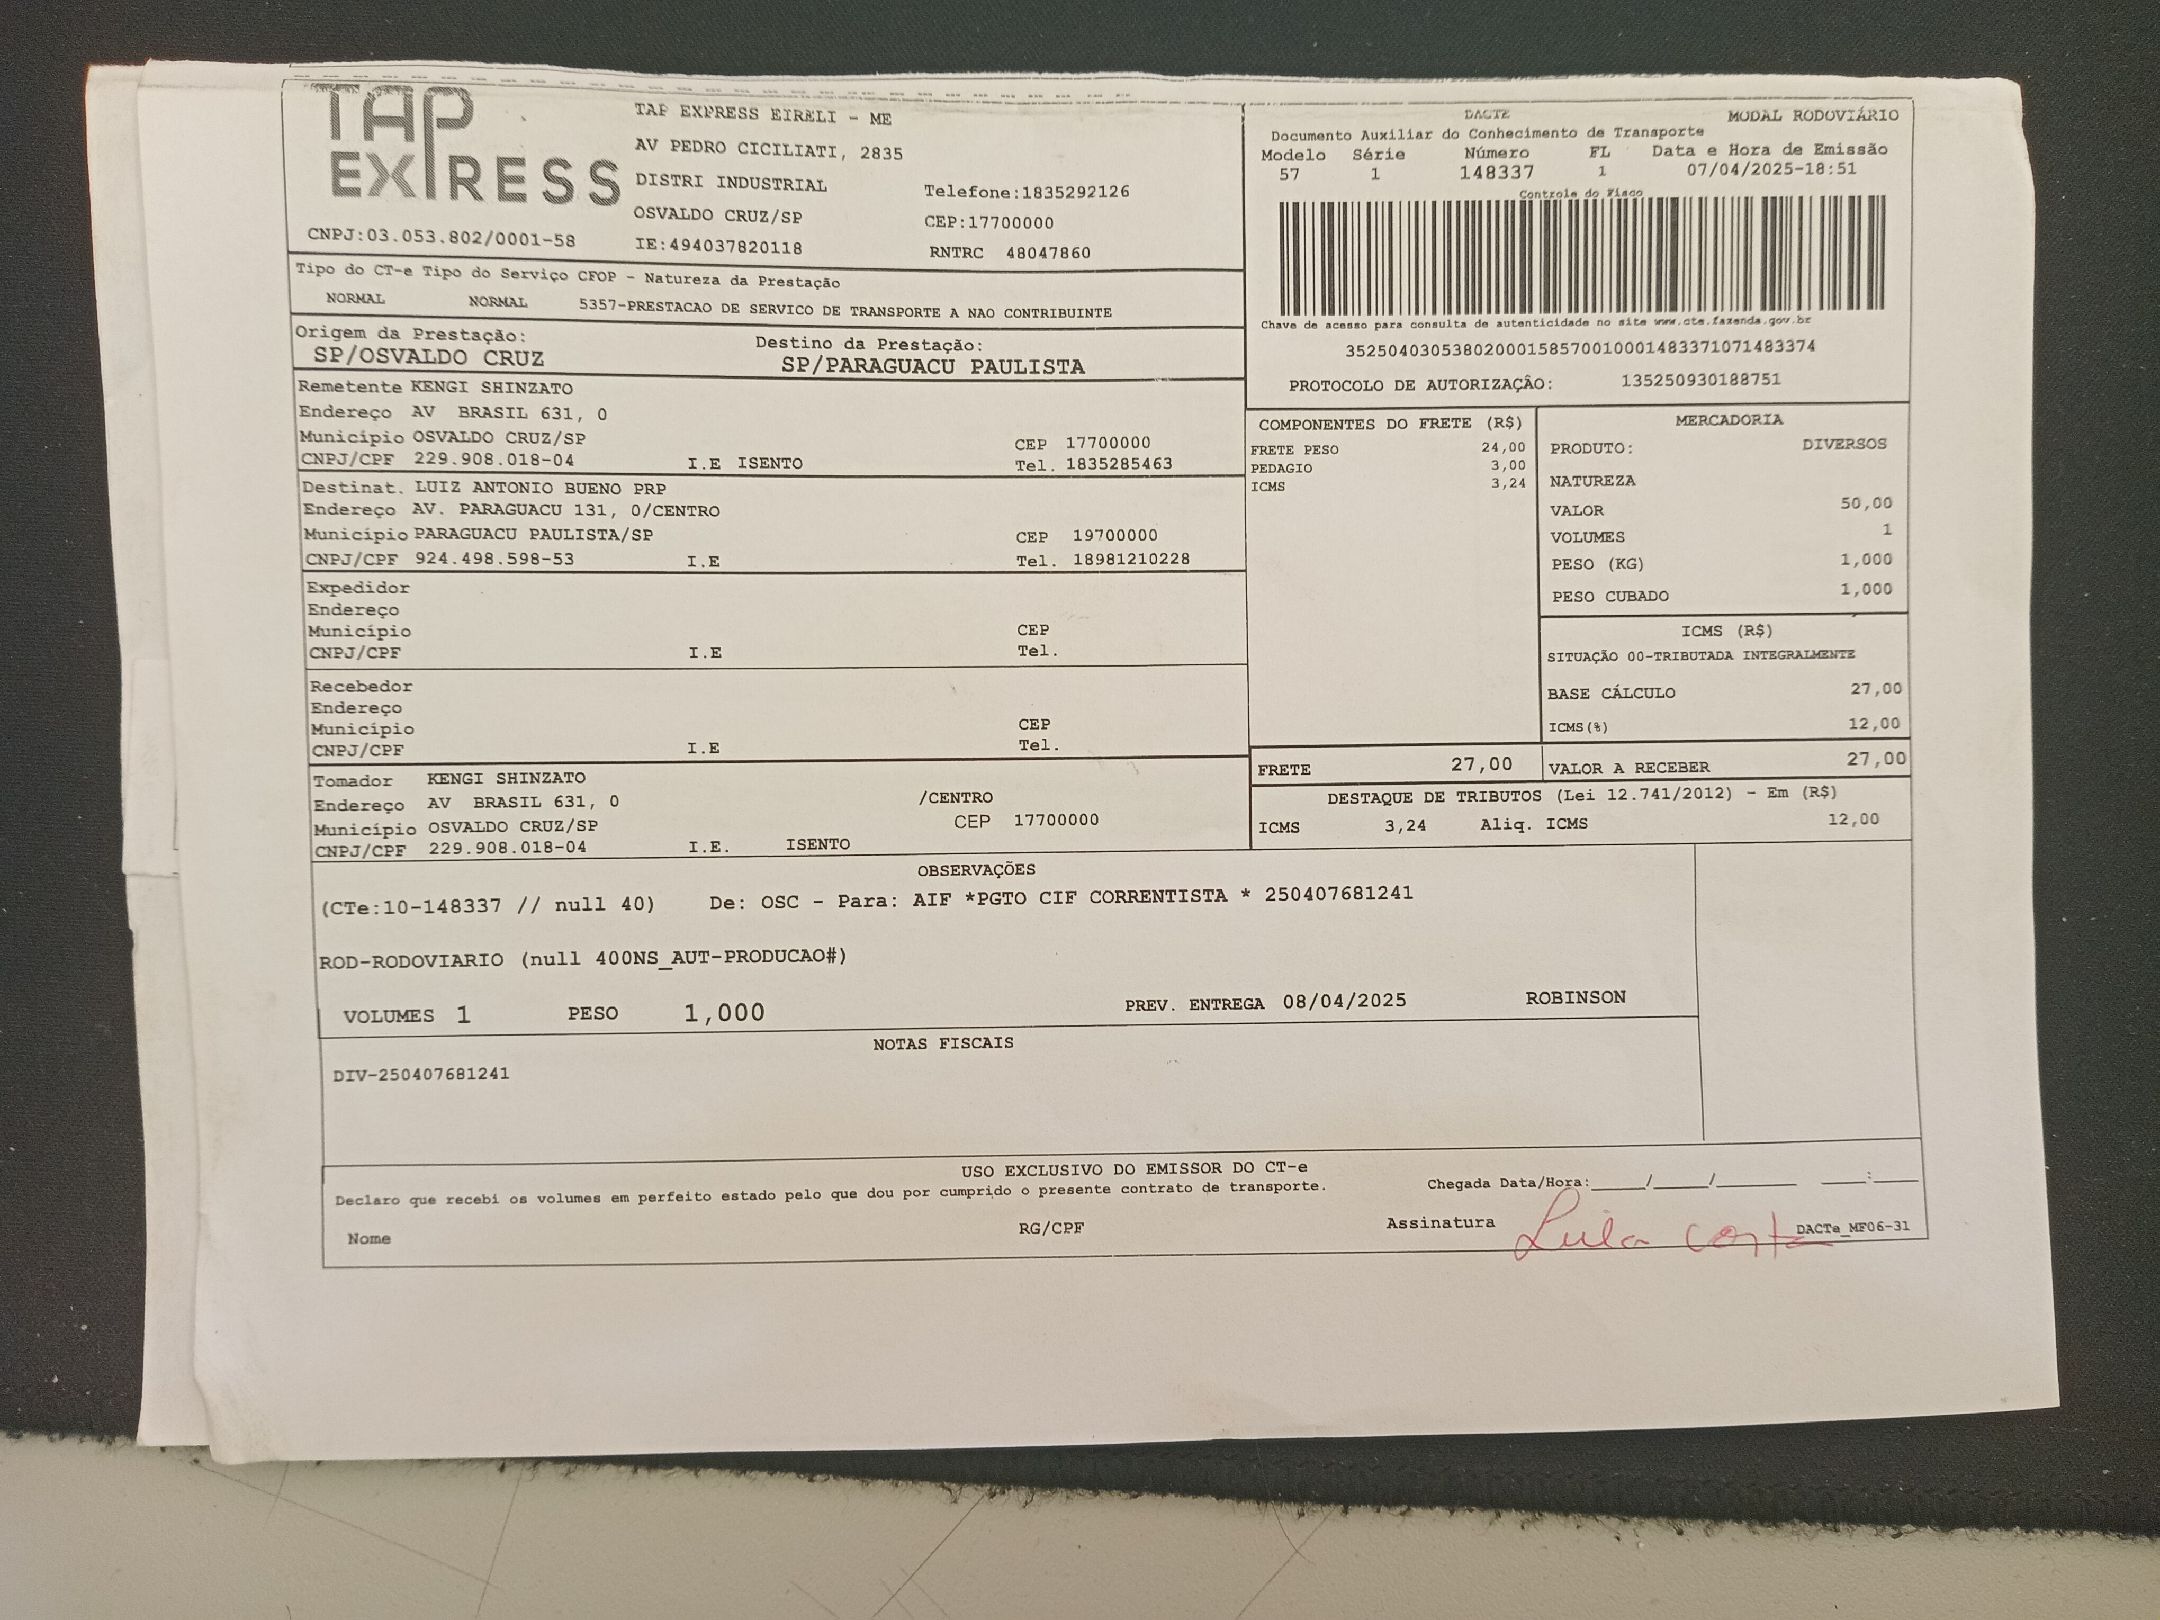 TAP
EXPRESS
TAP EXPRESS EIRELI - ME
AV PEDRO CICILIATI, 2835
DISTRI INDUSTRIAL
Telefone:1835292126
OSVALDO CRUZ/SP
CEP:17700000
CNPJ:03.053.802/0001-58
IE:494037820118
RNTRC 48047860
DACTE
MODAL RODOVIÁRIO
Documento Auxiliar do Conhecimento de Transporte
Modelo Série Número FL Data e Hora de Emissão
57 1 148337 1 07/04/2025-18:51
Controle do Fisco
Chave de acesso para consulta de autenticidade no site www.cte.fazenda.gov.br
35250403053802000158570010001483371071483374
PROTOCOLO DE AUTORIZAÇÃO: 135250930188751
Tipo do CT-e Tipo do Serviço CFOP - Natureza da Prestação
NORMAL NORMAL 5357-PRESTACAO DE SERVICO DE TRANSPORTE A NAO CONTRIBUINTE
Origem da Prestação:
SP/OSVALDO CRUZ
Destino da Prestação:
SP/PARAGUACU PAULISTA
Remetente KENGI SHINZATO
Endereço AV BRASIL 631, 0
Município OSVALDO CRUZ/SP CEP 17700000
CNPJ/CPF 229.908.018-04 I.E ISENTO Tel. 1835285463
Destinat. LUIZ ANTONIO BUENO PRP
Endereço AV. PARAGUACU 131, 0/CENTRO
Município PARAGUACU PAULISTA/SP CEP 19700000
CNPJ/CPF 924.498.598-53 I.E Tel. 18981210228
Expedidor
Endereço
Município CEP
CNPJ/CPF I.E Tel.
Recebedor
Endereço
Município CEP
CNPJ/CPF I.E Tel.
Tomador KENGI SHINZATO
Endereço AV BRASIL 631, 0 /CENTRO
Município OSVALDO CRUZ/SP CEP 17700000
CNPJ/CPF 229.908.018-04 I.E. ISENTO
COMPONENTES DO FRETE (R$)
FRETE PESO 24,00
PEDAGIO 3,00
ICMS 3,24
MERCADORIA
PRODUTO: DIVERSOS
NATUREZA
VALOR 50,00
VOLUMES 1
PESO (KG) 1,000
PESO CUBADO 1,000
ICMS (R$)
SITUAÇÃO 00-TRIBUTADA INTEGRALMENTE
BASE CÁLCULO 27,00
ICMS(%) 12,00
FRETE 27,00
VALOR A RECEBER 27,00
DESTAQUE DE TRIBUTOS (Lei 12.741/2012) - Em (R$)
ICMS 3,24 Aliq. ICMS 12,00
OBSERVAÇÕES
(CTe:10-148337 // null 40) De: OSC - Para: AIF *PGTO CIF CORRENTISTA * 250407681241
ROD-RODOVIARIO (null 400NS_AUT-PRODUCAO#)
VOLUMES 1 PESO 1,000 PREV. ENTREGA 08/04/2025 ROBINSON
NOTAS FISCAIS
DIV-250407681241
USO EXCLUSIVO DO EMISSOR DO CT-e
Declaro que recebi os volumes em perfeito estado pelo que dou por cumprido o presente contrato de transporte.
Chegada Data/Hora:____/____/______ ___:___
Nome RG/CPF Assinatura DACTe_MF06-31